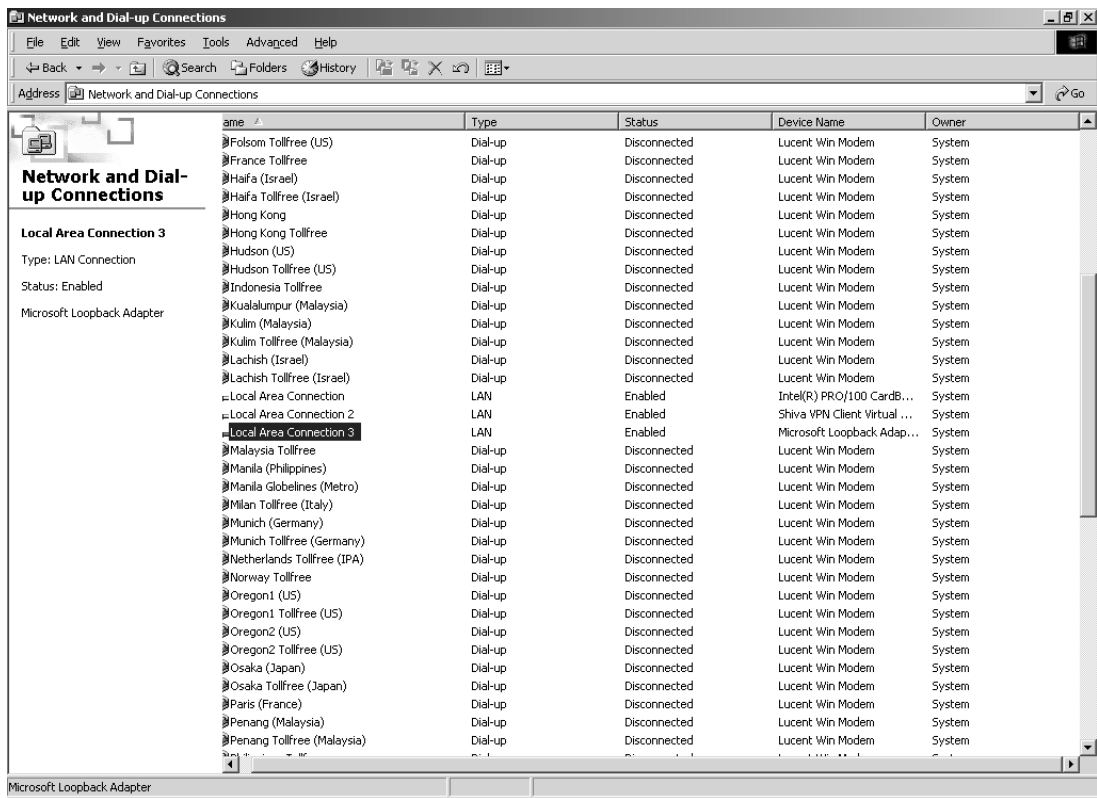 Network and Dial-up Connections
File Edit View Favorites Tools Advanced Help
Back Search Folders History
Address Network and Dial-up Connections Go
Network and Dial-
up Connections
Local Area Connection 3
Type: LAN Connection
Status: Enabled
Microsoft Loopback Adapter
ame Type Status Device Name Owner
Folsom Tollfree (US) Dial-up Disconnected Lucent Win Modem System
France Tollfree Dial-up Disconnected Lucent Win Modem System
Haifa (Israel) Dial-up Disconnected Lucent Win Modem System
Haifa Tollfree (Israel) Dial-up Disconnected Lucent Win Modem System
Hong Kong Dial-up Disconnected Lucent Win Modem System
Hong Kong Tollfree Dial-up Disconnected Lucent Win Modem System
Hudson (US) Dial-up Disconnected Lucent Win Modem System
Hudson Tollfree (US) Dial-up Disconnected Lucent Win Modem System
Indonesia Tollfree Dial-up Disconnected Lucent Win Modem System
Kualalumpur (Malaysia) Dial-up Disconnected Lucent Win Modem System
Kulim (Malaysia) Dial-up Disconnected Lucent Win Modem System
Kulim Tollfree (Malaysia) Dial-up Disconnected Lucent Win Modem System
Lachish (Israel) Dial-up Disconnected Lucent Win Modem System
Lachish Tollfree (Israel) Dial-up Disconnected Lucent Win Modem System
Local Area Connection LAN Enabled Intel(R) PRO/100 CardB... System
Local Area Connection 2 LAN Enabled Shiva VPN Client Virtual ... System
Local Area Connection 3 LAN Enabled Microsoft Loopback Adap... System
Malaysia Tollfree Dial-up Disconnected Lucent Win Modem System
Manila (Philippines) Dial-up Disconnected Lucent Win Modem System
Manila Globelines (Metro) Dial-up Disconnected Lucent Win Modem System
Milan Tollfree (Italy) Dial-up Disconnected Lucent Win Modem System
Munich (Germany) Dial-up Disconnected Lucent Win Modem System
Munich Tollfree (Germany) Dial-up Disconnected Lucent Win Modem System
Netherlands Tollfree (IPA) Dial-up Disconnected Lucent Win Modem System
Norway Tollfree Dial-up Disconnected Lucent Win Modem System
Oregon1 (US) Dial-up Disconnected Lucent Win Modem System
Oregon1 Tollfree (US) Dial-up Disconnected Lucent Win Modem System
Oregon2 (US) Dial-up Disconnected Lucent Win Modem System
Oregon2 Tollfree (US) Dial-up Disconnected Lucent Win Modem System
Osaka (Japan) Dial-up Disconnected Lucent Win Modem System
Osaka Tollfree (Japan) Dial-up Disconnected Lucent Win Modem System
Paris (France) Dial-up Disconnected Lucent Win Modem System
Penang (Malaysia) Dial-up Disconnected Lucent Win Modem System
Penang Tollfree (Malaysia) Dial-up Disconnected Lucent Win Modem System
Microsoft Loopback Adapter